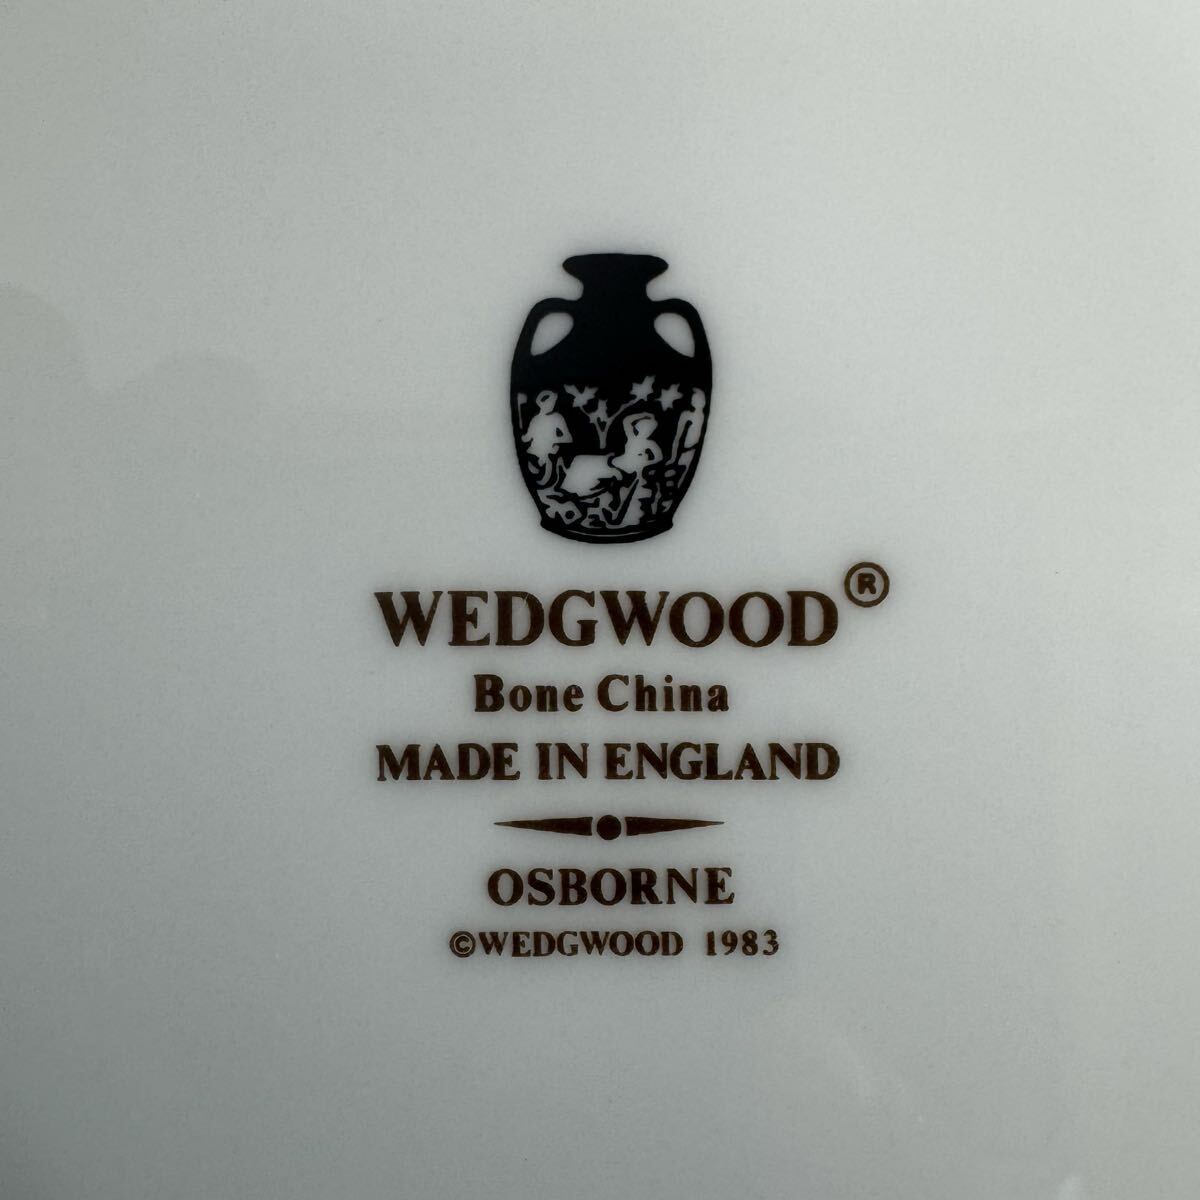 WEDGWOOD®
Bone China
MADE IN ENGLAND
OSBORNE
©WEDGWOOD 1983